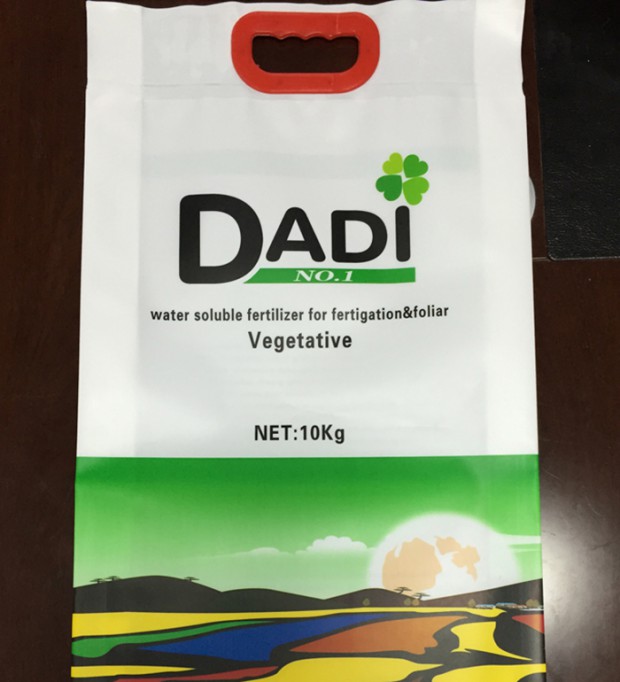 DADI
NO.1
water soluble fertilizer for fertigation&foliar
Vegetative
NET:10Kg